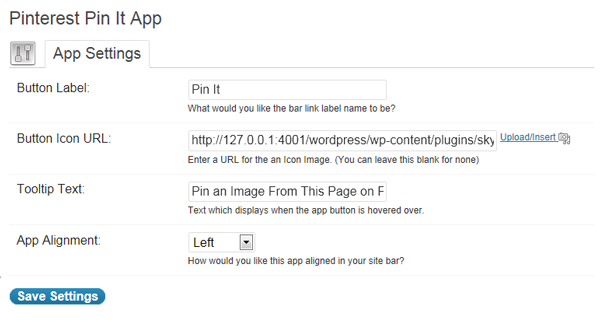 Pinterest Pin It App
App Settings
Button Label:
Pin It
What would you like the bar link label name to be?
Button Icon URL:
http://127.0.0.1:4001/wordpress/wp-content/plugins/sky
Upload/Insert
Enter a URL for the an Icon Image. (You can leave this blank for none)
Tooltip Text:
Pin an Image From This Page on P
Text which displays when the app button is hovered over.
App Alignment:
Left
How would you like this app aligned in your site bar?
Save Settings